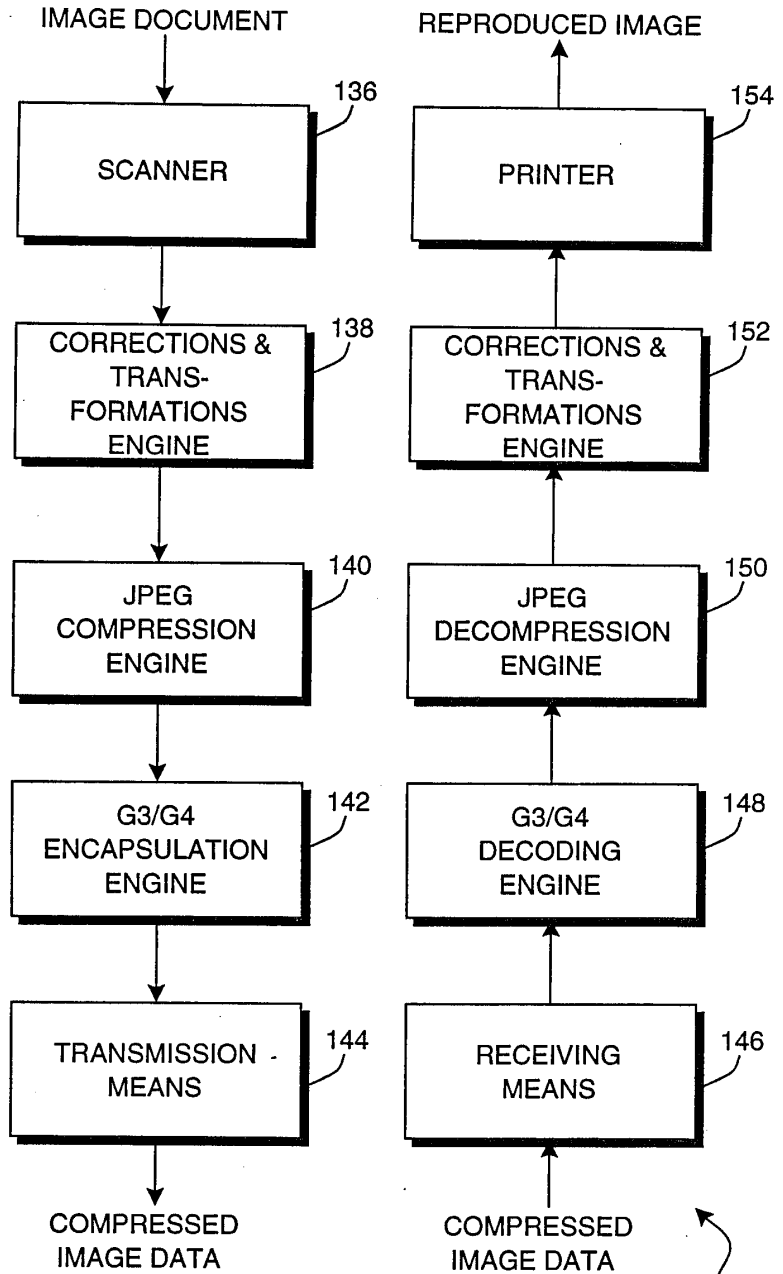 IMAGE DOCUMENT
136
SCANNER
138
CORRECTIONS &
TRANS-
FORMATIONS
ENGINE
140
JPEG
COMPRESSION
ENGINE
142
G3/G4
ENCAPSULATION
ENGINE
144
TRANSMISSION
MEANS
COMPRESSED
IMAGE DATA
REPRODUCED IMAGE
154
PRINTER
152
CORRECTIONS &
TRANS-
FORMATIONS
ENGINE
150
JPEG
DECOMPRESSION
ENGINE
148
G3/G4
DECODING
ENGINE
146
RECEIVING
MEANS
COMPRESSED
IMAGE DATA